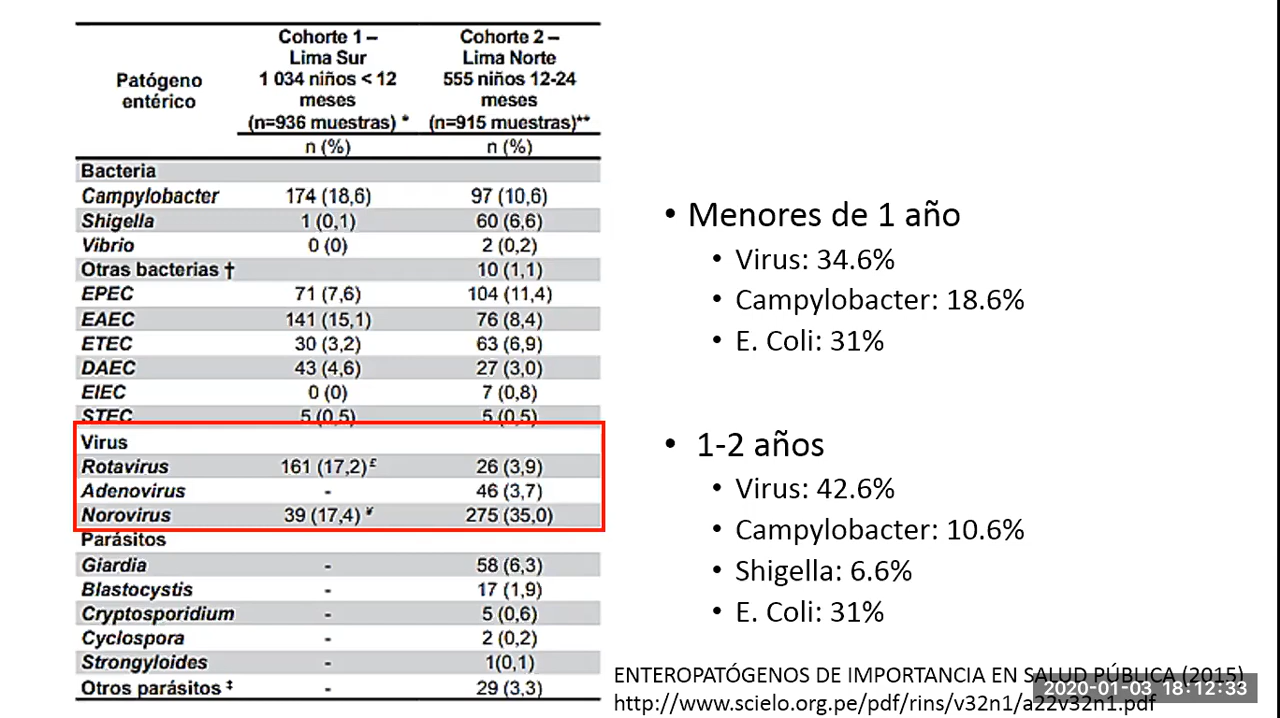 Patógeno entérico
Cohorte 1 –
Lima Sur
1 034 niños < 12
meses
(n=936 muestras) *
Cohorte 2 –
Lima Norte
555 niños 12-24
meses
(n=915 muestras)**
n (%) n (%)
Bacteria
Campylobacter 174 (18,6) 97 (10,6)
Shigella 1 (0,1) 60 (6,6)
Vibrio 0 (0) 2 (0,2)
Otras bacterias † 10 (1,1)
EPEC 71 (7,6) 104 (11,4)
EAEC 141 (15,1) 76 (8,4)
ETEC 30 (3,2) 63 (6,9)
DAEC 43 (4,6) 27 (3,0)
EIEC 0 (0) 7 (0,8)
STEC 5 (0,5) 5 (0,5)
Virus
Rotavirus 161 (17,2) £ 26 (3,9)
Adenovirus - 46 (3,7)
Norovirus 39 (17,4) ¥ 275 (35,0)
Parásitos
Giardia - 58 (6,3)
Blastocystis - 17 (1,9)
Cryptosporidium - 5 (0,6)
Cyclospora - 2 (0,2)
Strongyloides - 1(0,1)
Otros parásitos ‡ - 29 (3,3)
• Menores de 1 año
• Virus: 34.6%
• Campylobacter: 18.6%
• E. Coli: 31%
• 1-2 años
• Virus: 42.6%
• Campylobacter: 10.6%
• Shigella: 6.6%
• E. Coli: 31%
ENTEROPATÓGENOS DE IMPORTANCIA EN SALUD PÚBLICA (2015)
http://www.scielo.org.pe/pdf/rins/v32n1/a22v32n1.pdf
2020-01-03 18:12:33